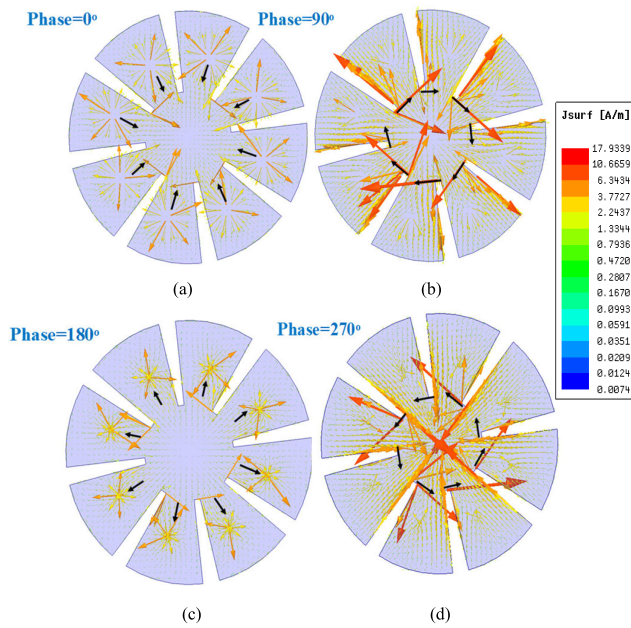 Phase=0°
Phase=90°
(a)
(b)
Jsurf [A/m]
17.9339
10.6659
6.3434
3.7727
2.2437
1.3344
0.7936
0.4720
0.2807
0.1670
0.0993
0.0591
0.0351
0.0209
0.0124
0.0074
Phase=180°
Phase=270°
(c)
(d)